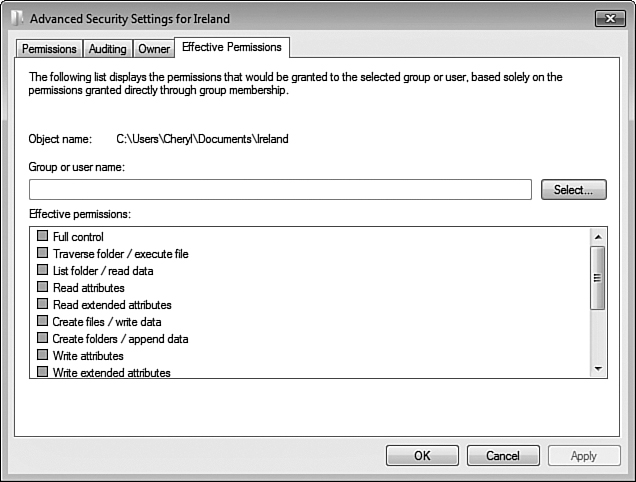 Advanced Security Settings for Ireland
Permissions Auditing Owner Effective Permissions
The following list displays the permissions that would be granted to the selected group or user, based solely on the
permissions granted directly through group membership.
Object name: C:\Users\Cheryl\Documents\Ireland
Group or user name:
Select...
Effective permissions:
Full control
Traverse folder / execute file
List folder / read data
Read attributes
Read extended attributes
Create files / write data
Create folders / append data
Write attributes
Write extended attributes
OK Cancel Apply